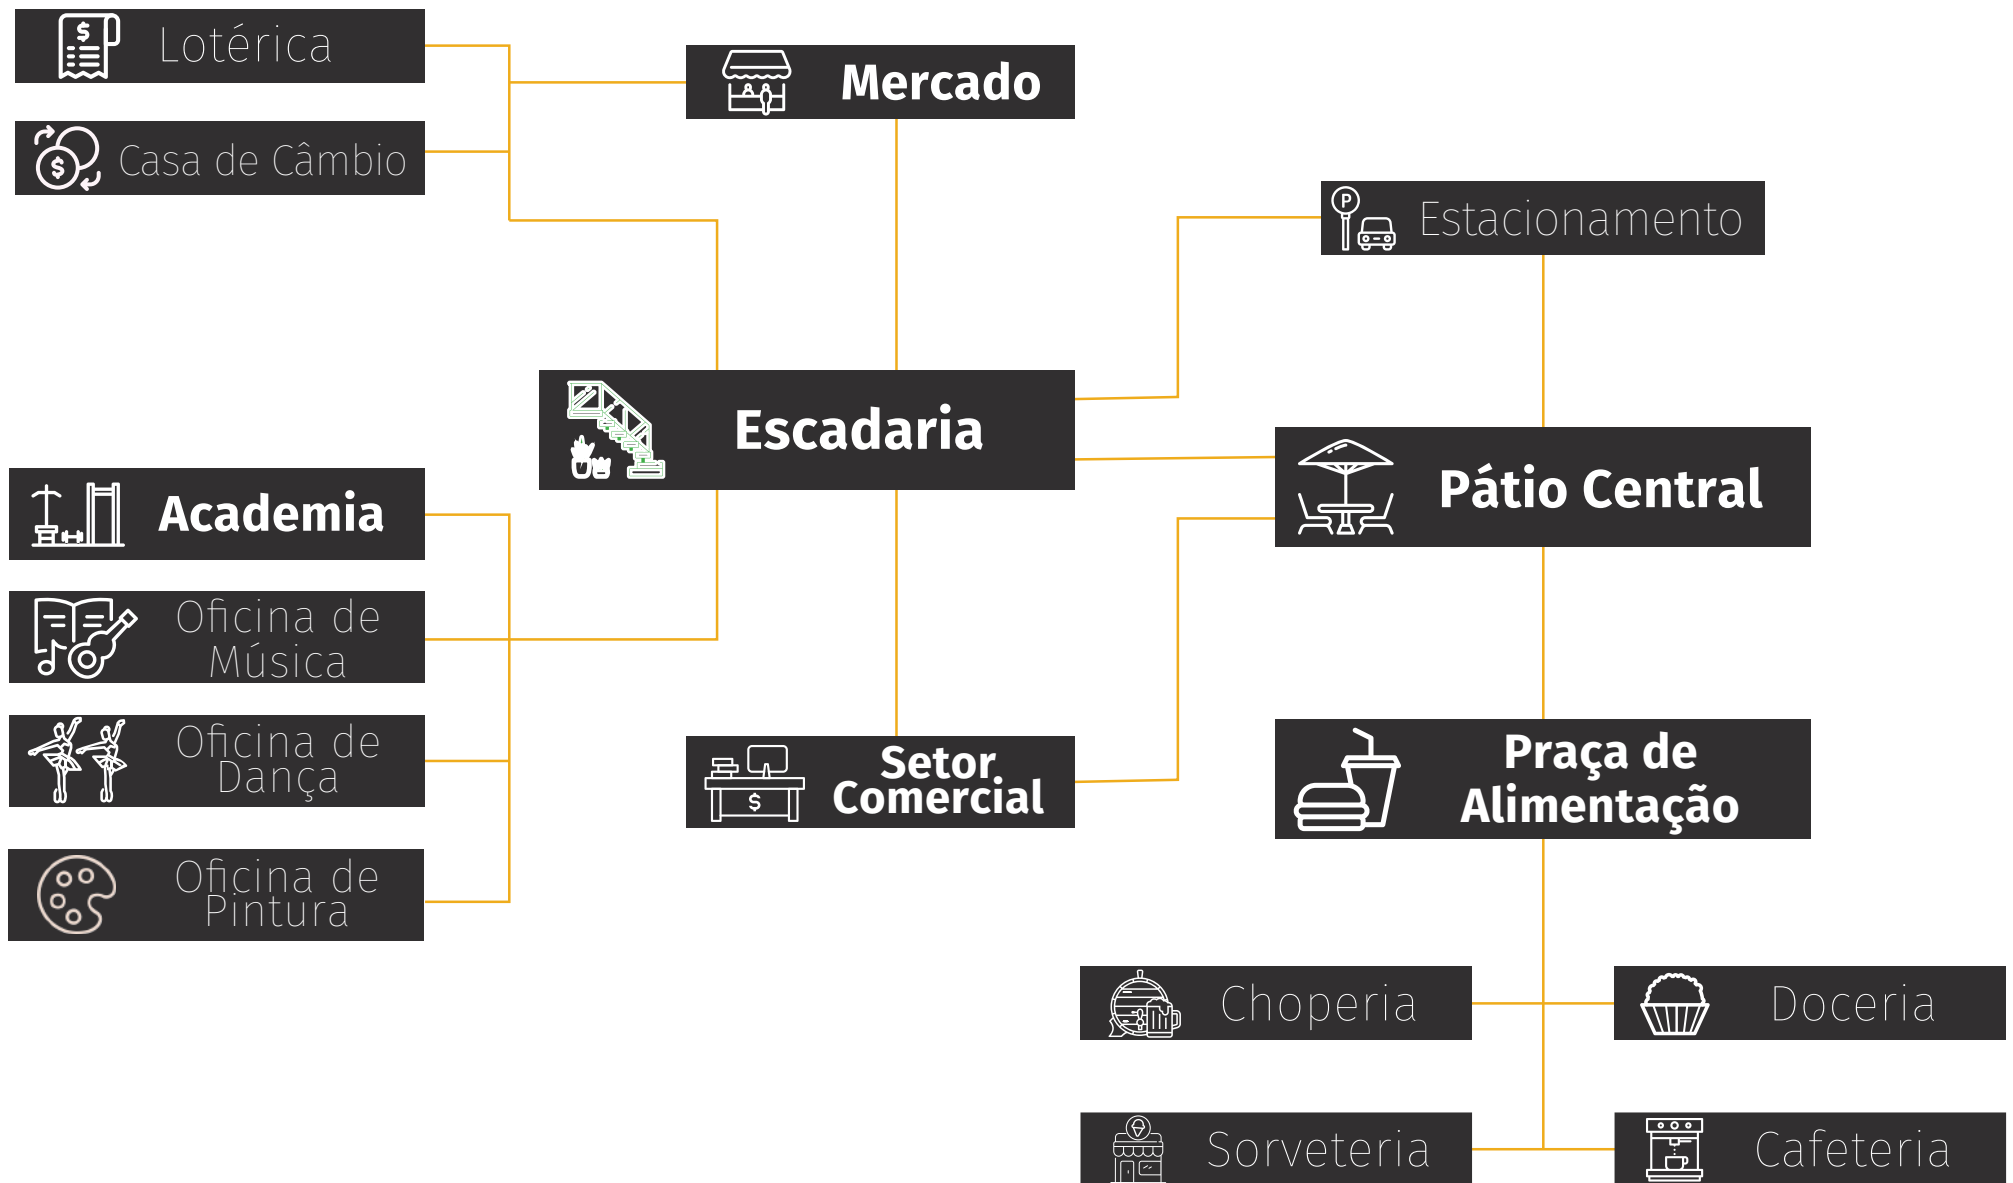 Lotérica
Mercado
Casa de Câmbio
P
Estacionamento
Escadaria
Pátio Central
Academia
Oficina de
Música
Oficina de
Dança
Setor
Comercial
Praça de
Alimentação
Oficina de
Pintura
Choperia
Doceria
Sorveteria
Cafeteria